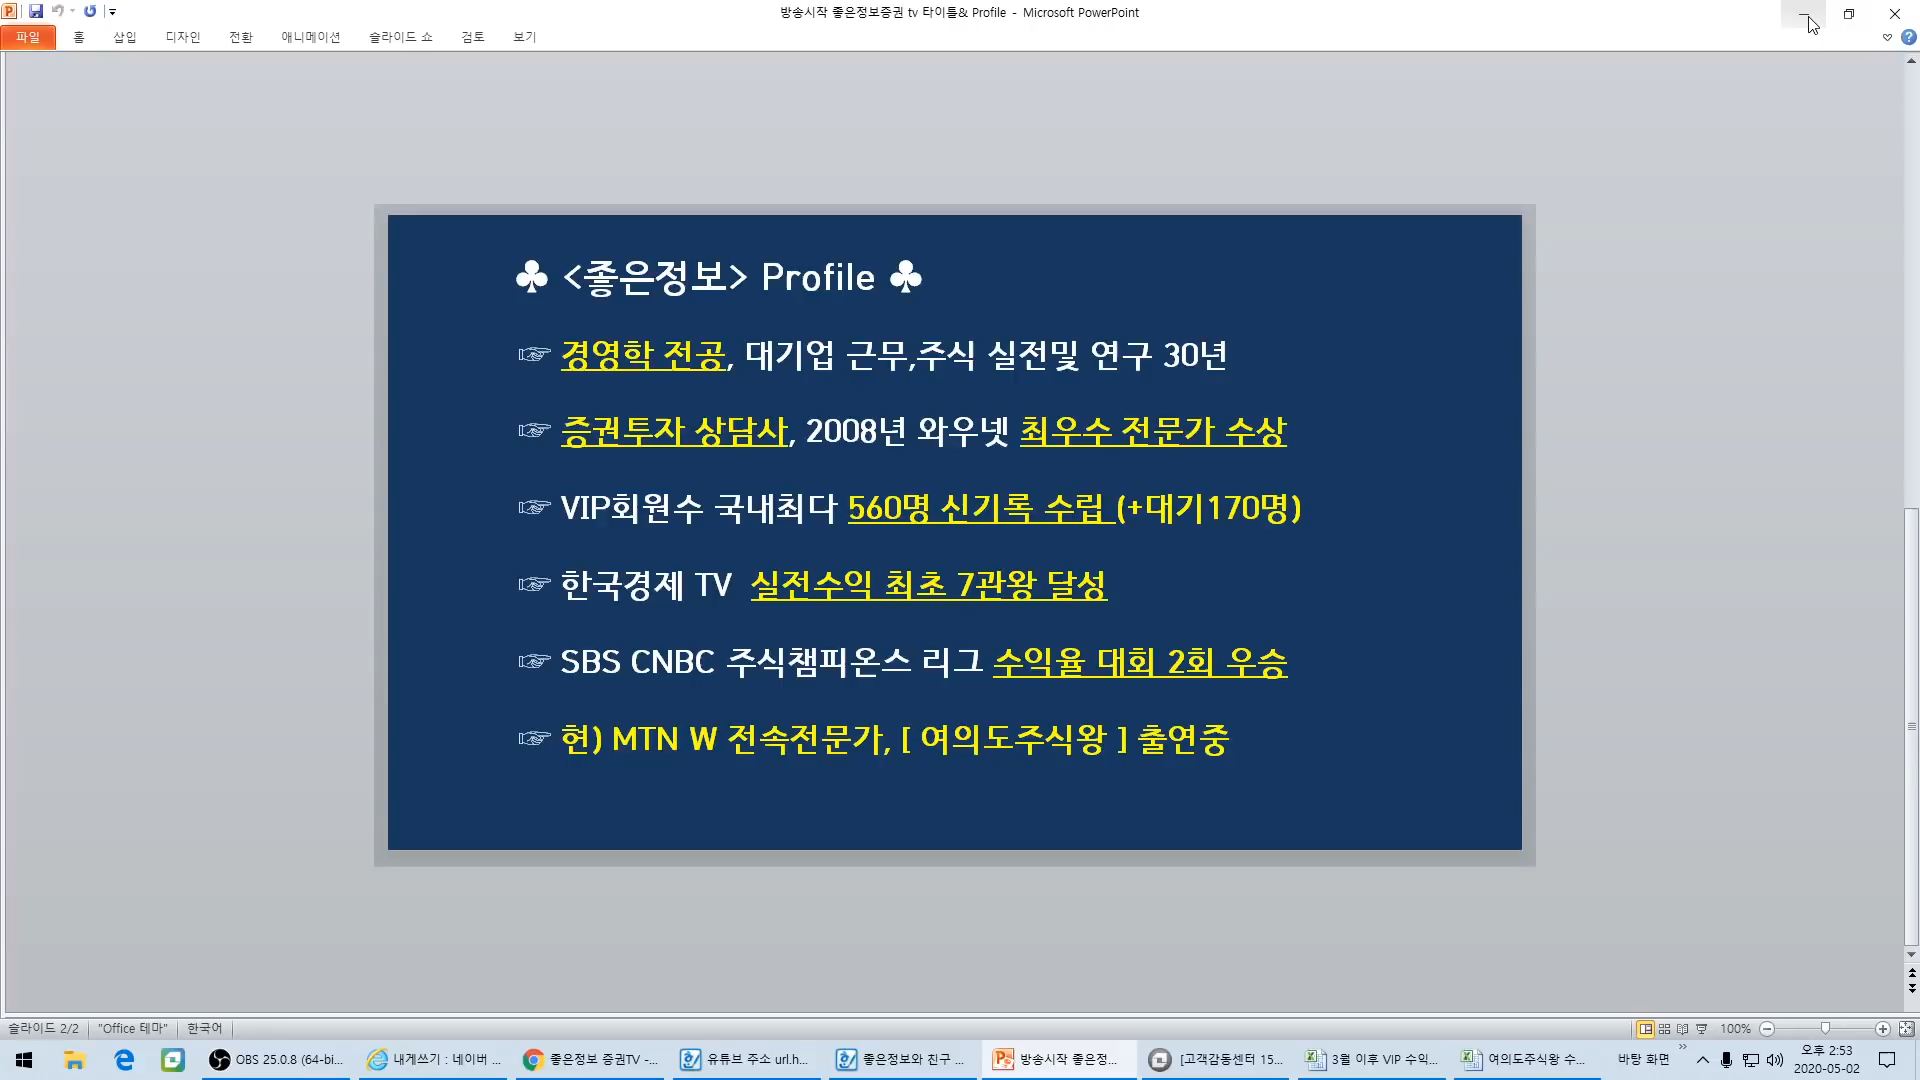 방송시작 좋은정보증권 tv 타이틀& Profile - Microsoft PowerPoint
파일 홈 삽입 디자인 전환 애니메이션 슬라이드 쇼 검토 보기
♣ <좋은정보> Profile ♣
☞ 경영학 전공, 대기업 근무,주식 실전및 연구 30년
☞ 증권투자 상담사, 2008년 와우넷 최우수 전문가 수상
☞ VIP회원수 국내최다 560명 신기록 수립 (+대기170명)
☞ 한국경제 TV 실전수익 최초 7관왕 달성
☞ SBS CNBC 주식챔피온스 리그 수익율 대회 2회 우승
☞ 현) MTN W 전속전문가, [ 여의도주식왕 ] 출연중
슬라이드 2/2 "Office 테마" 한국어 100%
OBS 25.0.8 (64-bi... 내게쓰기 : 네이버 ... 좋은정보 증권TV -... 유튜브 주소 url.h... 좋은정보와 친구 ... 방송시작 좋은정... [고객감동센터 15... 3월 이후 VIP 수익... 여의도주식왕 수... 바탕 화면 오후 2:53
2020-05-02